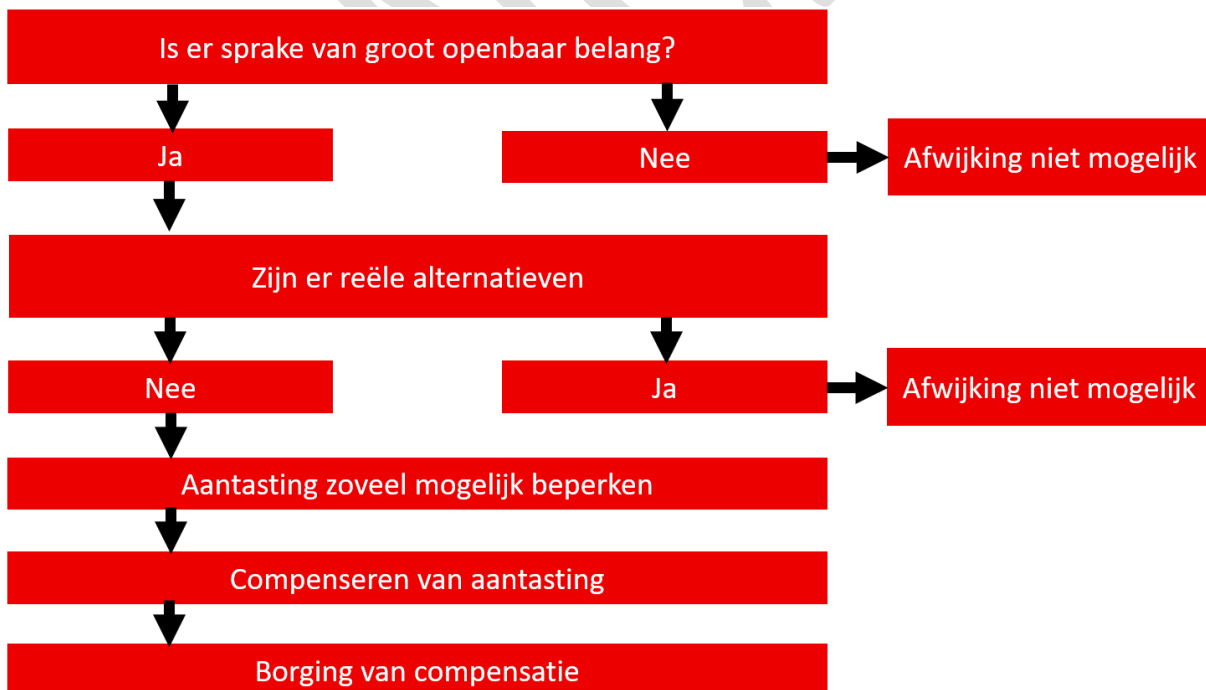 Is er sprake van groot openbaar belang?
Ja
Nee
Afwijking niet mogelijk
Zijn er reële alternatieven
Nee
Ja
Afwijking niet mogelijk
Aantasting zoveel mogelijk beperken
Compenseren van aantasting
Borging van compensatie